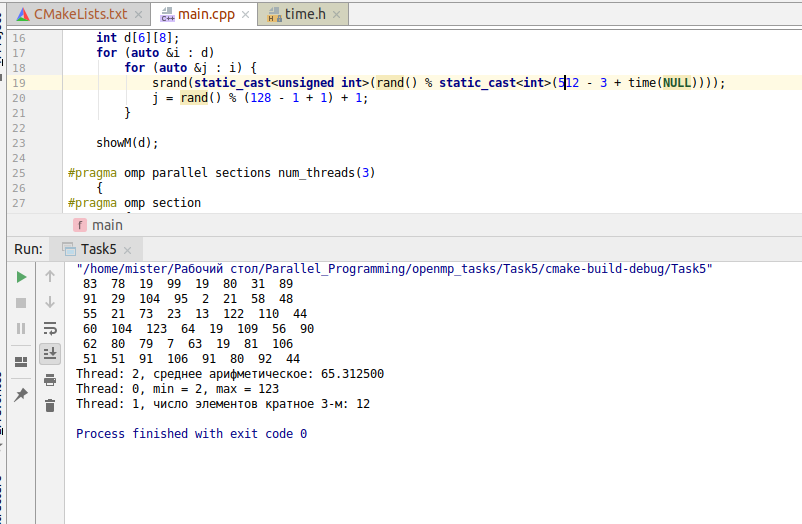 CMakeLists.txt × main.cpp × time.h ×
16 int d[6][8];
17 for (auto &i : d)
18 for (auto &j : i) {
19 srand(static_cast<unsigned int>(rand() % static_cast<int>(512 - 3 + time(NULL))));
20 j = rand() % (128 - 1 + 1) + 1;
21 }
22
23 showM(d);
24
25 #pragma omp parallel sections num_threads(3)
26 {
27 #pragma omp section
f main
Run: Task5 ×
"/home/mister/Рабочий стол/Parallel_Programming/openmp_tasks/Task5/cmake-build-debug/Task5"
83 78 19 99 19 80 31 89
91 29 104 95 2 21 58 48
55 21 73 23 13 122 110 44
60 104 123 64 19 109 56 90
62 80 79 7 63 19 81 106
51 51 91 106 91 80 92 44
Thread: 2, среднее арифметическое: 65.312500
Thread: 0, min = 2, max = 123
Thread: 1, число элементов кратное 3-м: 12
Process finished with exit code 0